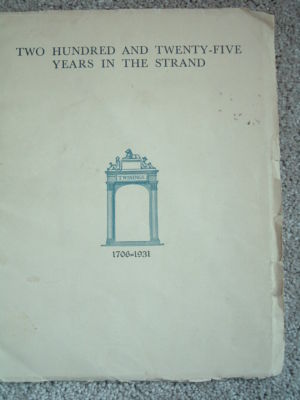 TWO HUNDRED AND TWENTY-FIVE
YEARS IN THE STRAND
TWININGS
1706-1931